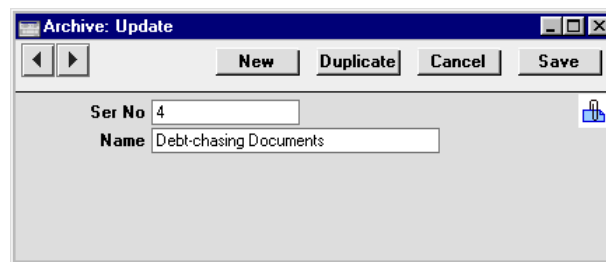 Archive: Update
New Duplicate Cancel Save
Ser No 4
Name Debt-chasing Documents